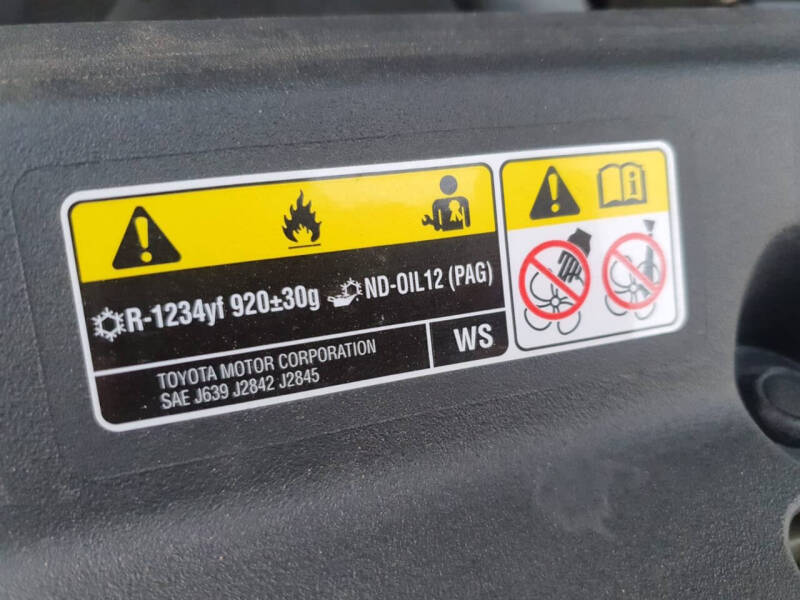 R-1234yf 920±30g ND-OIL12 (PAG)
TOYOTA MOTOR CORPORATION
SAE J639 J2842 J2845
WS